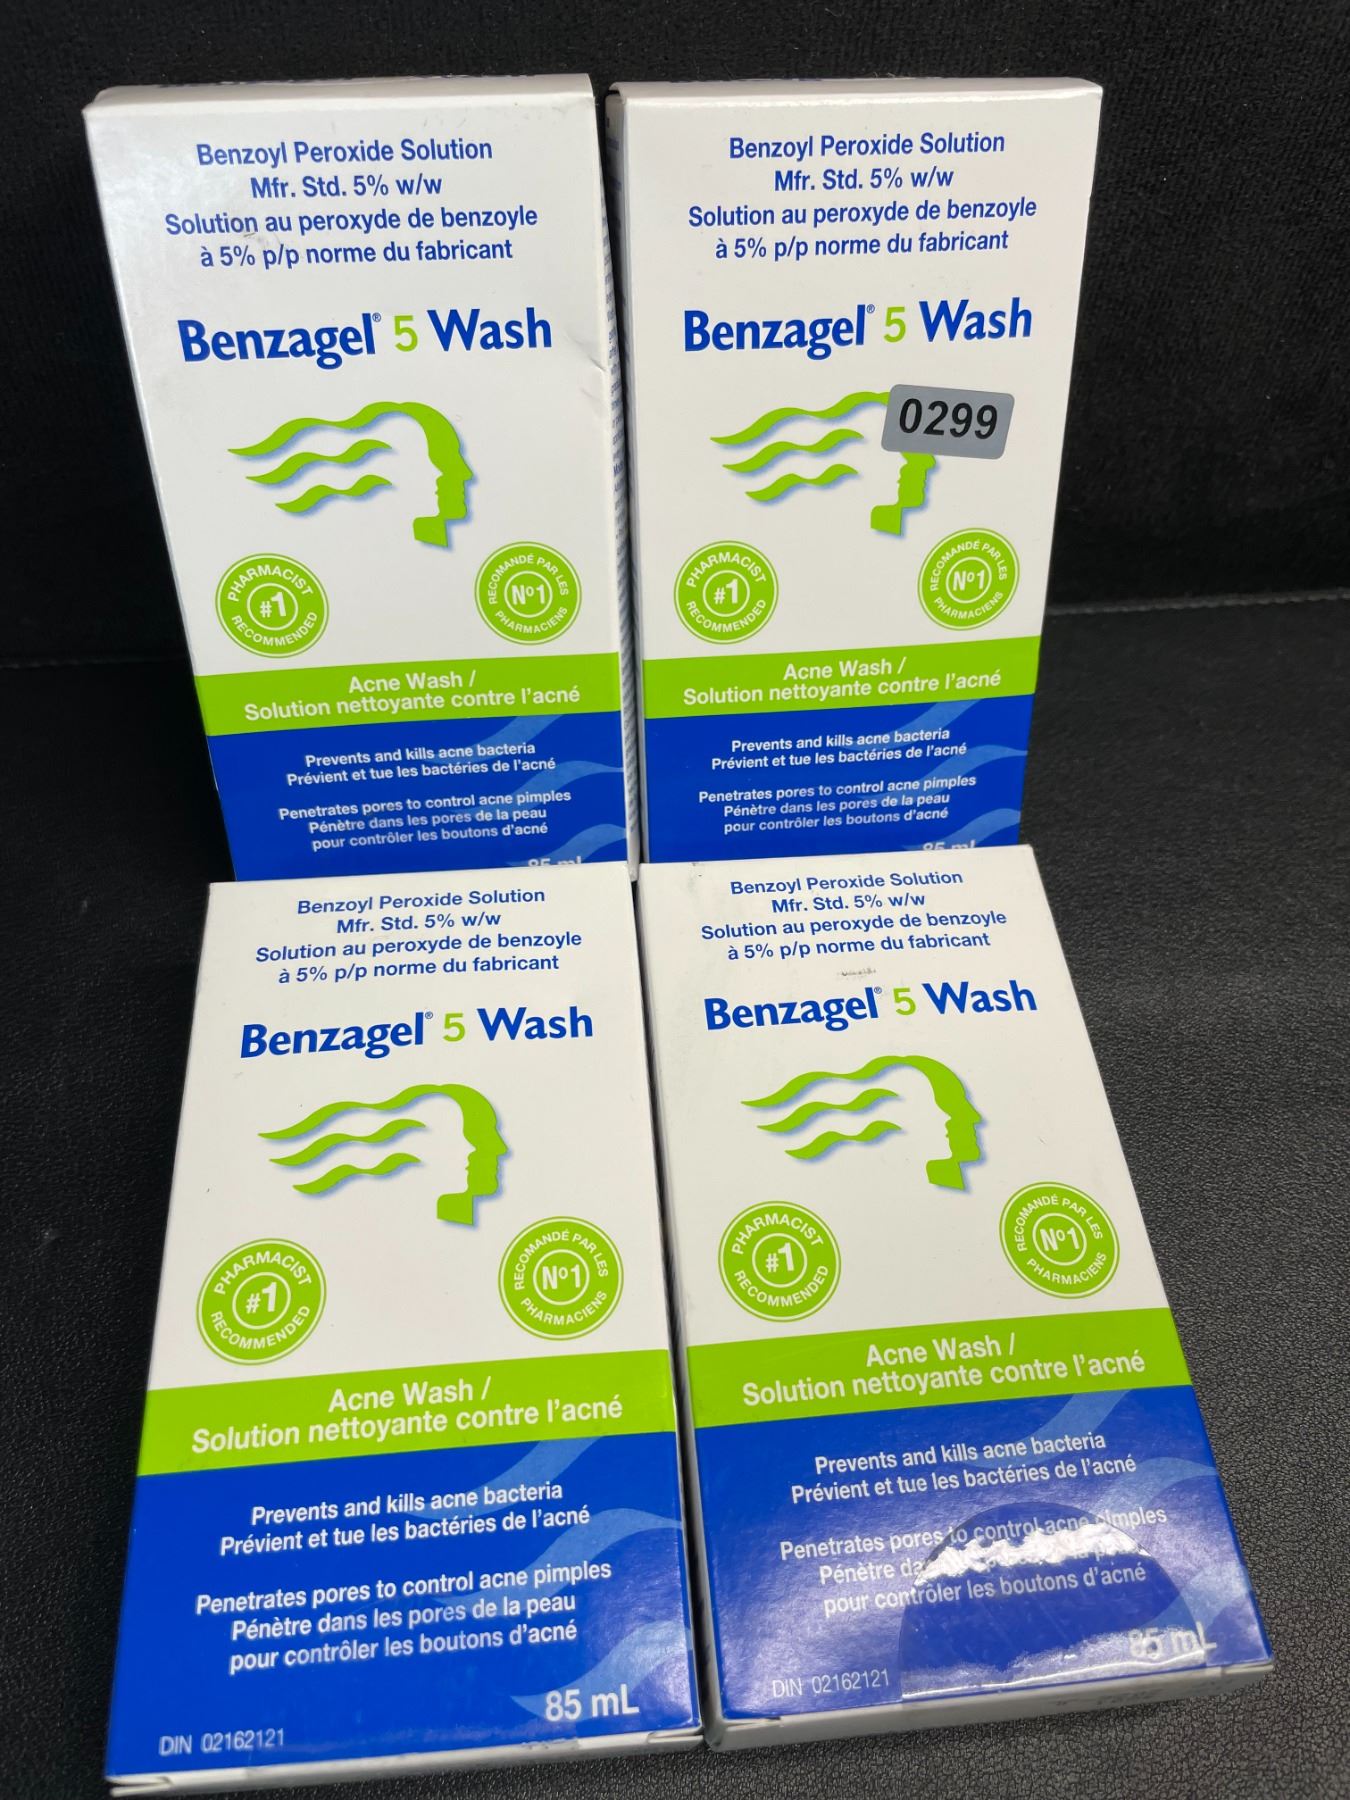 Benzoyl Peroxide Solution
Mfr. Std. 5% w/w
Solution au peroxyde de benzoyle
à 5% p/p norme du fabricant
Benzagel® 5 Wash
PHARMACIST
#1
RECOMMENDED
RECOMANDÉ PAR LES
Nº1
PHARMACIENS
Acne Wash /
Solution nettoyante contre l'acné
Prevents and kills acne bacteria
Prévient et tue les bactéries de l'acné
Penetrates pores to control acne pimples
Pénètre dans les pores de la peau
pour contrôler les boutons d'acné
85 mL
Benzoyl Peroxide Solution
Mfr. Std. 5% w/w
Solution au peroxyde de benzoyle
à 5% p/p norme du fabricant
Benzagel® 5 Wash
0299
PHARMACIST
#1
RECOMMENDED
RECOMANDÉ PAR LES
Nº1
PHARMACIENS
Acne Wash /
Solution nettoyante contre l'acné
Prevents and kills acne bacteria
Prévient et tue les bactéries de l'acné
Penetrates pores to control acne pimples
Pénètre dans les pores de la peau
pour contrôler les boutons d'acné
85 mL
Benzoyl Peroxide Solution
Mfr. Std. 5% w/w
Solution au peroxyde de benzoyle
à 5% p/p norme du fabricant
Benzagel® 5 Wash
PHARMACIST
#1
RECOMMENDED
RECOMANDÉ PAR LES
Nº1
PHARMACIENS
Acne Wash /
Solution nettoyante contre l'acné
Prevents and kills acne bacteria
Prévient et tue les bactéries de l'acné
Penetrates pores to control acne pimples
Pénètre dans les pores de la peau
pour contrôler les boutons d'acné
85 mL
DIN 02162121
Benzoyl Peroxide Solution
Mfr. Std. 5% w/w
Solution au peroxyde de benzoyle
à 5% p/p norme du fabricant
Benzagel® 5 Wash
PHARMACIST
#1
RECOMMENDED
RECOMANDÉ PAR LES
Nº1
PHARMACIENS
Acne Wash /
Solution nettoyante contre l'acné
Prevents and kills acne bacteria
Prévient et tue les bactéries de l'acné
Penetrates pores to control acne pimples
Pénètre
pour contrôler les boutons d'acné
85 mL
DIN 02162121